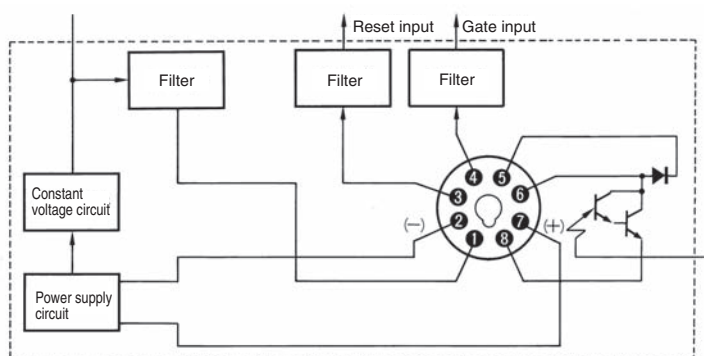 Reset input
Gate input
Filter
Filter
Filter
Constant
voltage circuit
Power supply
circuit
4
5
3
6
(−)
2
7
(+)
1
8